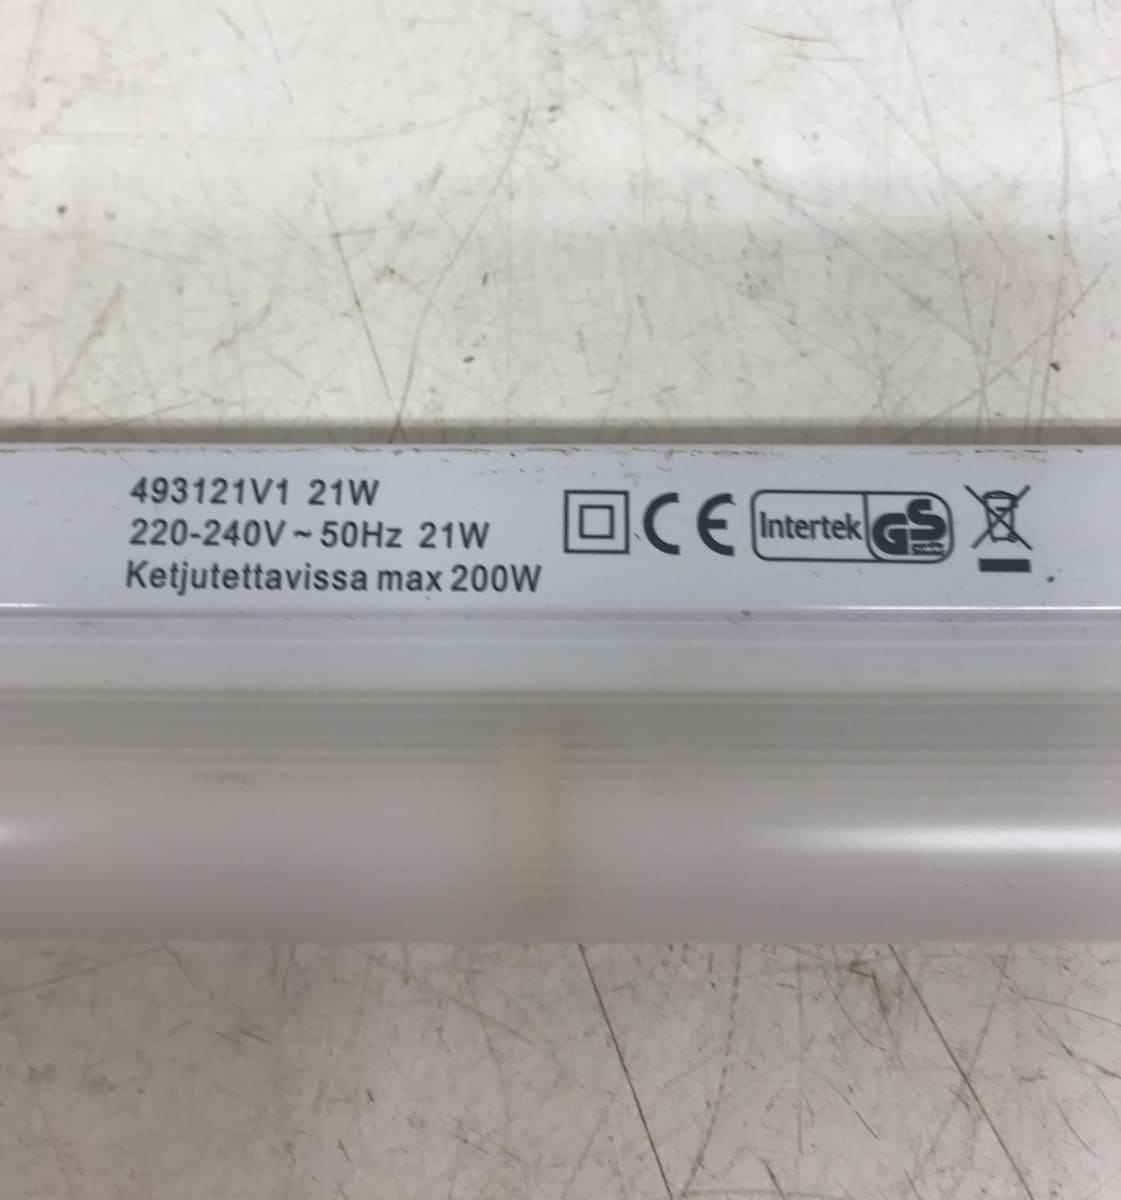 493121V1 21W
220-240V ~ 50Hz 21W
Ketjutettavissa max 200W
CE
Intertek GS